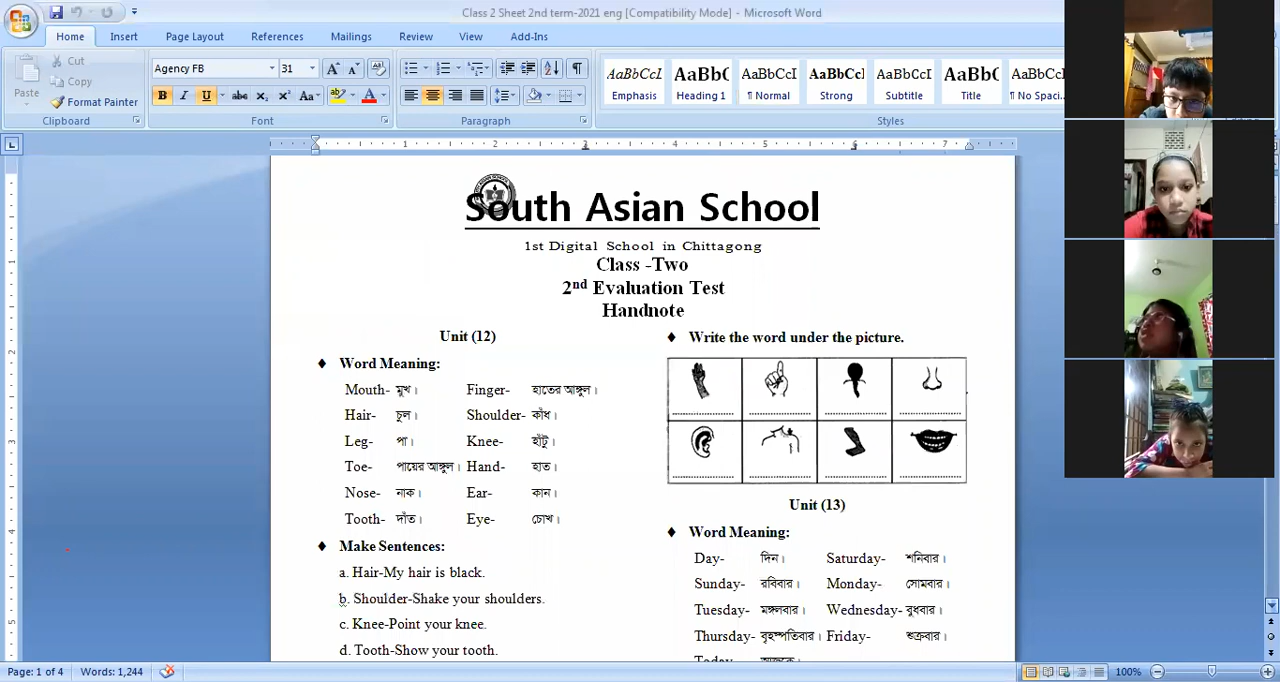 Class 2 Sheet 2nd term-2021 eng [Compatibility Mode] - Microsoft Word
Home Insert Page Layout References Mailings Review View Add-Ins
Cut
Copy
Paste
Format Painter
Clipboard
Agency FB 31
Font
Paragraph
AaBbCcI AaBbC AaBbCcI AaBbCcI AaBbCcI AaBb( AaBbCcI
Emphasis Heading 1 ¶ Normal Strong Subtitle Title ¶ No Spaci...
Styles
South Asian School
1st Digital School in Chittagong
Class -Two
2nd Evaluation Test
Handnote
Unit (12)
♦ Word Meaning:
Mouth- মুখ। Finger- হাতের আঙ্গুল।
Hair- চুল। Shoulder- কাঁধ।
Leg- পা। Knee- হাঁটু।
Toe- পায়ের আঙ্গুল। Hand- হাত।
Nose- নাক। Ear- কান।
Tooth- দাঁত। Eye- চোখ।
♦ Make Sentences:
a. Hair-My hair is black.
b. Shoulder-Shake your shoulders.
c. Knee-Point your knee.
d. Tooth-Show your tooth.
♦ Write the word under the picture.
Unit (13)
♦ Word Meaning:
Day- দিন। Saturday- শনিবার।
Sunday- রবিবার। Monday- সোমবার।
Tuesday- মঙ্গলবার। Wednesday- বুধবার।
Thursday- বৃহস্পতিবার। Friday- শুক্রবার।
Page: 1 of 4 Words: 1,244 100%